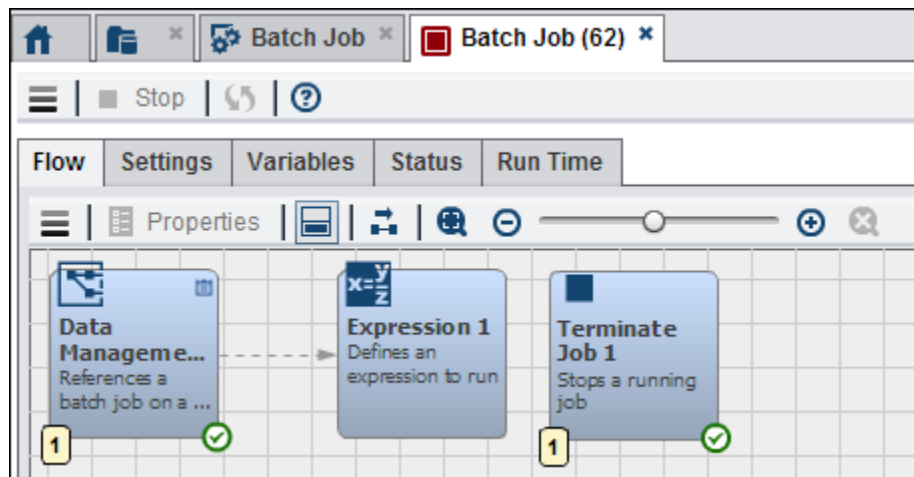 Batch Job
Batch Job (62)
Stop
Flow Settings Variables Status Run Time
Properties
Data
Manageme...
References a
batch job on a ...
1
x=y/z
Expression 1
Defines an
expression to run
Terminate
Job 1
Stops a running
job
1